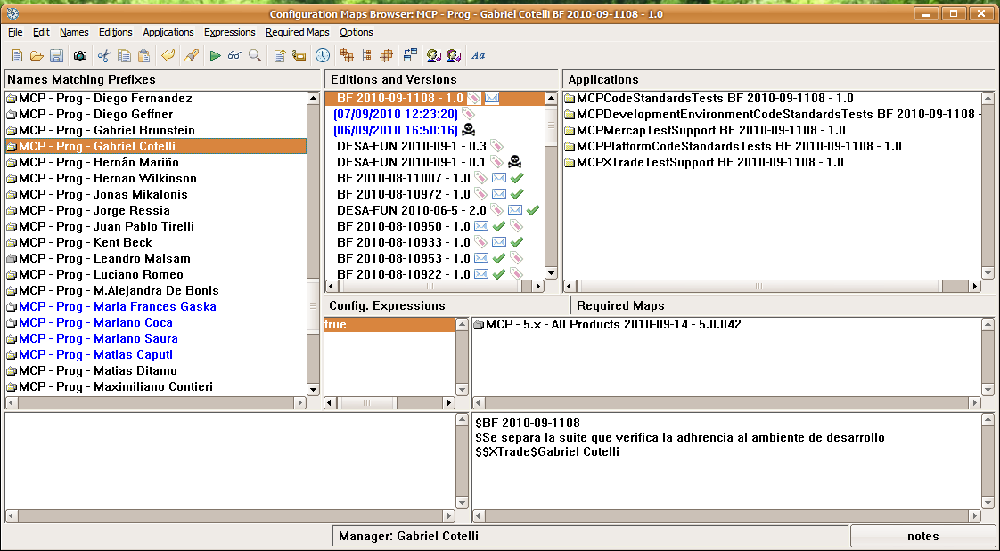 Configuration Maps Browser: MCP - Prog - Gabriel Cotelli BF 2010-09-1108 - 1.0
File Edit Names Editions Applications Expressions Required Maps Options
Aa
Names Matching Prefixes
MCP - Prog - Diego Fernandez
MCP - Prog - Diego Geffner
MCP - Prog - Gabriel Brunstein
MCP - Prog - Gabriel Cotelli
MCP - Prog - Hernán Mariño
MCP - Prog - Hernan Wilkinson
MCP - Prog - Jonas Mikalonis
MCP - Prog - Jorge Ressia
MCP - Prog - Juan Pablo Tirelli
MCP - Prog - Kent Beck
MCP - Prog - Leandro Malsam
MCP - Prog - Luciano Romeo
MCP - Prog - M.Alejandra De Bonis
MCP - Prog - Maria Frances Gaska
MCP - Prog - Mariano Coca
MCP - Prog - Mariano Saura
MCP - Prog - Matias Caputi
MCP - Prog - Matias Ditamo
MCP - Prog - Maximiliano Contieri
Editions and Versions
BF 2010-09-1108 - 1.0
(07/09/2010 12:23:20)
(06/09/2010 16:50:16)
DESA-FUN 2010-09-1 - 0.3
DESA-FUN 2010-09-1 - 0.1
BF 2010-08-11007 - 1.0
BF 2010-08-10972 - 1.0
DESA-FUN 2010-06-5 - 2.0
BF 2010-08-10950 - 1.0
BF 2010-08-10933 - 1.0
BF 2010-08-10953 - 1.0
BF 2010-08-10922 - 1.0
Applications
MCPCodeStandardsTests BF 2010-09-1108 - 1.0
MCPDevelopmentEnvironmentCodeStandardsTests BF 2010-09-1108 -
MCPMercapTestSupport BF 2010-09-1108 - 1.0
MCPPlatformCodeStandardsTests BF 2010-09-1108 - 1.0
MCPXTradeTestSupport BF 2010-09-1108 - 1.0
Config. Expressions
true
Required Maps
MCP - 5.x - All Products 2010-09-14 - 5.0.042
$BF 2010-09-1108
$Se separa la suite que verifica la adhrencia al ambiente de desarrollo
$$XTrade$Gabriel Cotelli
Manager: Gabriel Cotelli
notes